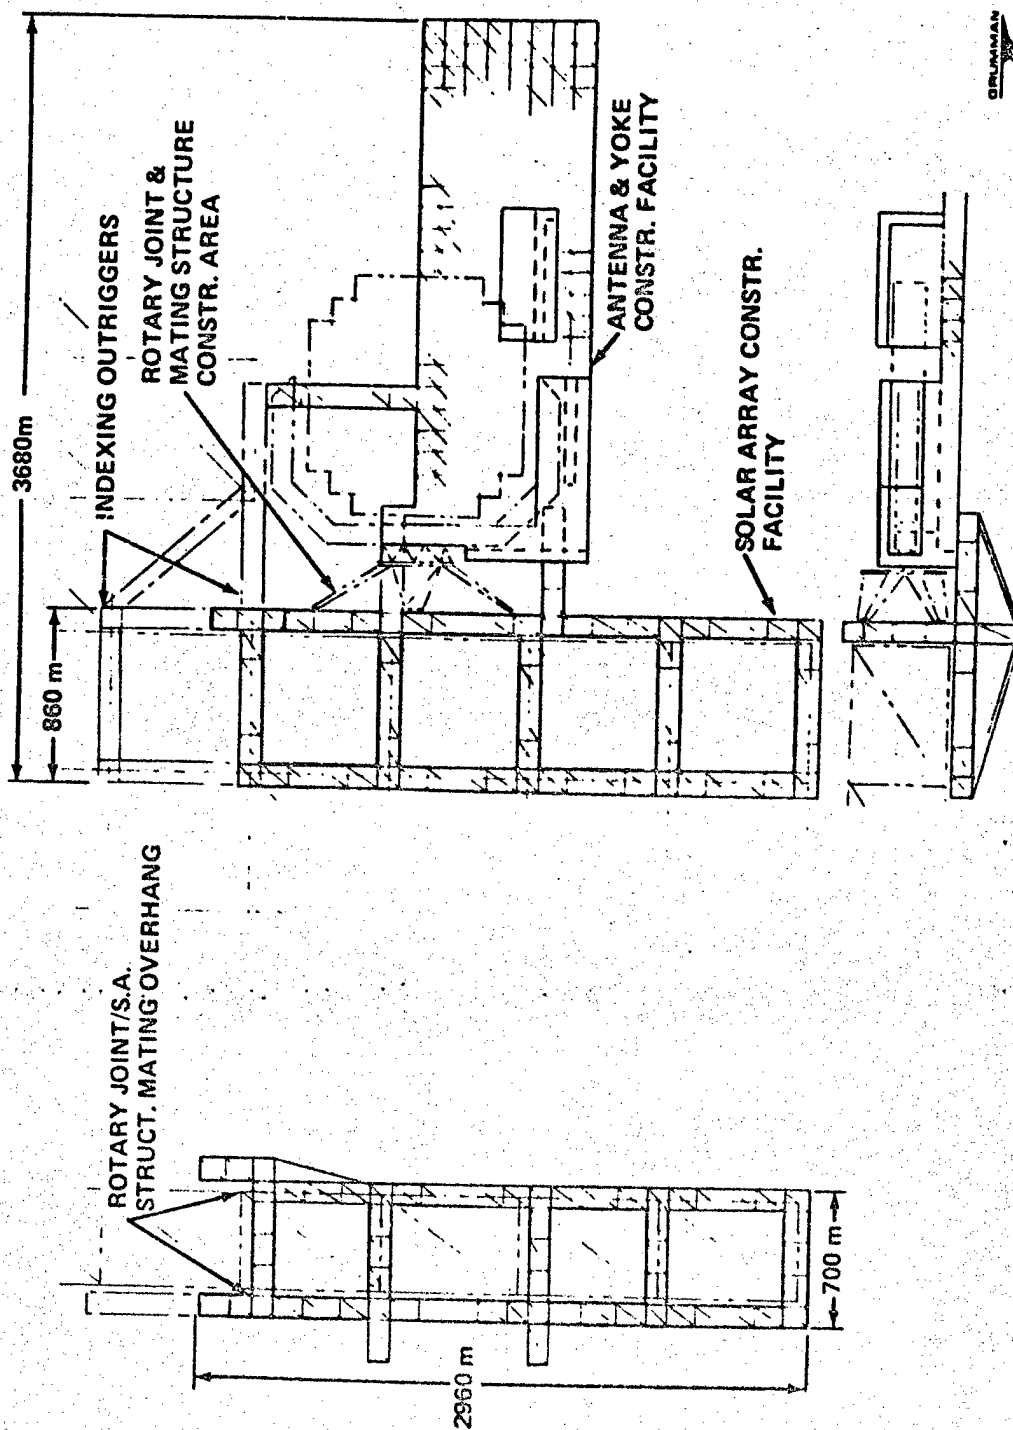 3680m
860 m
INDEXING OUTRIGGERS
ROTARY JOINT &
MATING STRUCTURE
CONSTR. AREA
ANTENNA & YOKE
CONSTR. FACILITY
SOLAR ARRAY CONSTR.
FACILITY
ROTARY JOINT/S.A.
STRUCT. MATING OVERHANG
2960 m
700 m
GRUMMAN